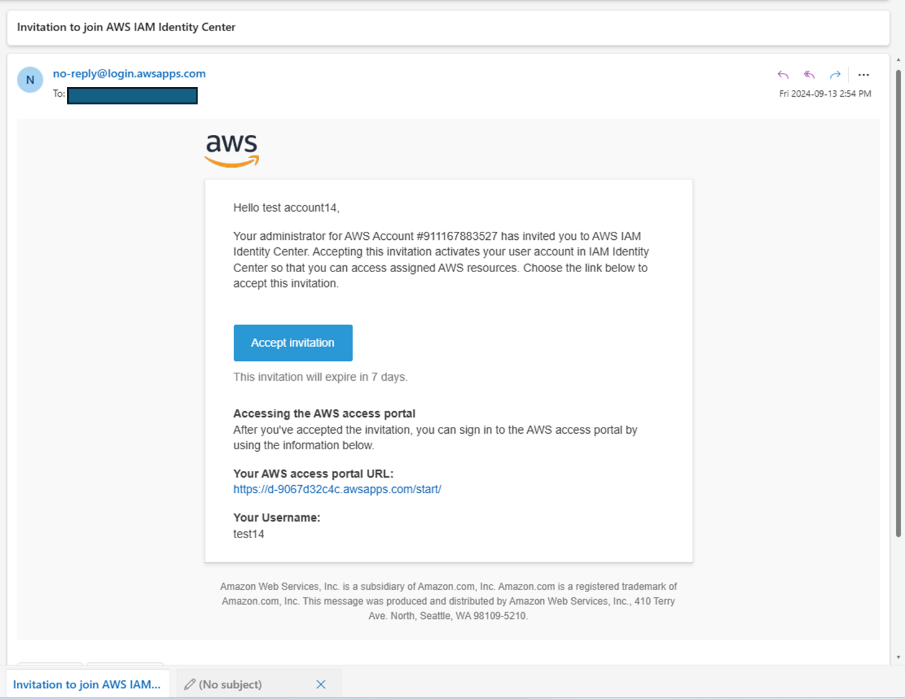 Invitation to join AWS IAM Identity Center
N
no-reply@login.awsapps.com
To:
Fri 2024-09-13 2:54 PM
aws
Hello test account14,
Your administrator for AWS Account #911167883527 has invited you to AWS IAM
Identity Center. Accepting this invitation activates your user account in IAM Identity
Center so that you can access assigned AWS resources. Choose the link below to
accept this invitation.
Accept invitation
This invitation will expire in 7 days.
Accessing the AWS access portal
After you've accepted the invitation, you can sign in to the AWS access portal by
using the information below.
Your AWS access portal URL:
https://d-9067d32c4c.awsapps.com/start/
Your Username:
test14
Amazon Web Services, Inc. is a subsidiary of Amazon.com, Inc. Amazon.com is a registered trademark of
Amazon.com, Inc. This message was produced and distributed by Amazon Web Services, Inc., 410 Terry
Ave. North, Seattle, WA 98109-5210.
Invitation to join AWS IAM...
(No subject)